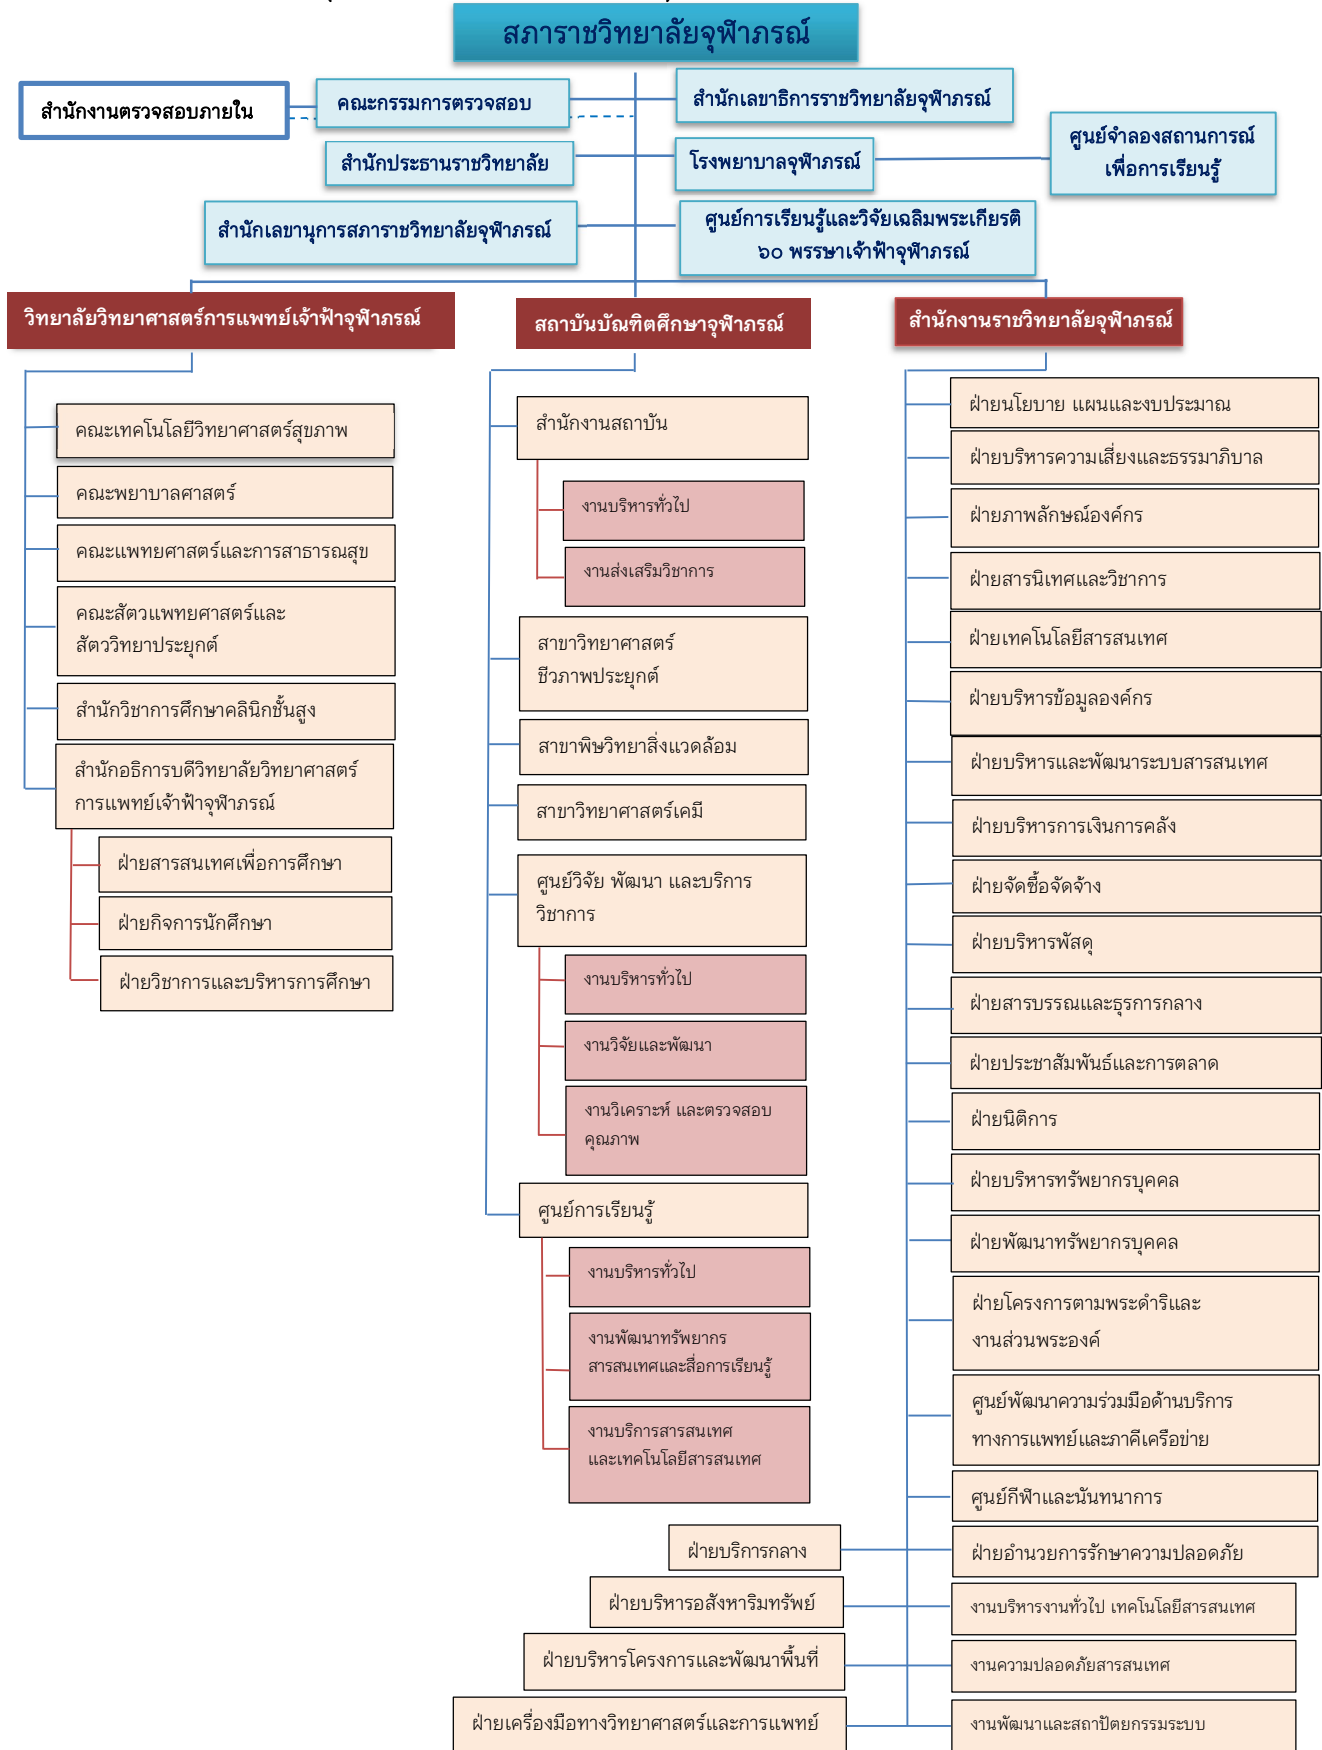 สภาราชวิทยาลัยจุฬาภรณ์
สำนักงานตรวจสอบภายใน
คณะกรรมการตรวจสอบ
สำนักเลขาธิการราชวิทยาลัยจุฬาภรณ์
สำนักประธานราชวิทยาลัย
โรงพยาบาลจุฬาภรณ์
ศูนย์จำลองสถานการณ์
เพื่อการเรียนรู้
สำนักเลขานุการสภาราชวิทยาลัยจุฬาภรณ์
ศูนย์การเรียนรู้และวิจัยเฉลิมพระเกียรติ
๖๐ พรรษาเจ้าฟ้าจุฬาภรณ์
วิทยาลัยวิทยาศาสตร์การแพทย์เจ้าฟ้าจุฬาภรณ์
คณะเทคโนโลยีวิทยาศาสตร์สุขภาพ
คณะพยาบาลศาสตร์
คณะแพทยศาสตร์และการสาธารณสุข
คณะสัตวแพทยศาสตร์และ
สัตววิทยาประยุกต์
สำนักวิชาการศึกษาคลินิกชั้นสูง
สำนักอธิการบดีวิทยาลัยวิทยาศาสตร์
การแพทย์เจ้าฟ้าจุฬาภรณ์
ฝ่ายสารสนเทศเพื่อการศึกษา
ฝ่ายกิจการนักศึกษา
ฝ่ายวิชาการและบริหารการศึกษา
สถาบันบัณฑิตศึกษาจุฬาภรณ์
สำนักงานสถาบัน
งานบริหารทั่วไป
งานส่งเสริมวิชาการ
สาขาวิทยาศาสตร์
ชีวภาพประยุกต์
สาขาพิษวิทยาสิ่งแวดล้อม
สาขาวิทยาศาสตร์เคมี
ศูนย์วิจัย พัฒนา และบริการ
วิชาการ
งานบริหารทั่วไป
งานวิจัยและพัฒนา
งานวิเคราะห์ และตรวจสอบ
คุณภาพ
ศูนย์การเรียนรู้
งานบริหารทั่วไป
งานพัฒนาทรัพยากร
สารสนเทศและสื่อการเรียนรู้
งานบริการสารสนเทศ
และเทคโนโลยีสารสนเทศ
สำนักงานราชวิทยาลัยจุฬาภรณ์
ฝ่ายนโยบาย แผนและงบประมาณ
ฝ่ายบริหารความเสี่ยงและธรรมาภิบาล
ฝ่ายภาพลักษณ์องค์กร
ฝ่ายสารนิเทศและวิชาการ
ฝ่ายเทคโนโลยีสารสนเทศ
ฝ่ายบริหารข้อมูลองค์กร
ฝ่ายบริหารและพัฒนาระบบสารสนเทศ
ฝ่ายบริหารการเงินการคลัง
ฝ่ายจัดซื้อจัดจ้าง
ฝ่ายบริหารพัสดุ
ฝ่ายสารบรรณและธุรการกลาง
ฝ่ายประชาสัมพันธ์และการตลาด
ฝ่ายนิติการ
ฝ่ายบริหารทรัพยากรบุคคล
ฝ่ายพัฒนาทรัพยากรบุคคล
ฝ่ายโครงการตามพระดำริและ
งานส่วนพระองค์
ศูนย์พัฒนาความร่วมมือด้านบริการ
ทางการแพทย์และภาคีเครือข่าย
ศูนย์กีฬาและนันทนาการ
ฝ่ายบริการกลาง
ฝ่ายอำนวยการรักษาความปลอดภัย
ฝ่ายบริหารอสังหาริมทรัพย์
งานบริหารงานทั่วไป เทคโนโลยีสารสนเทศ
ฝ่ายบริหารโครงการและพัฒนาพื้นที่
งานความปลอดภัยสารสนเทศ
ฝ่ายเครื่องมือทางวิทยาศาสตร์และการแพทย์
งานพัฒนาและสถาปัตยกรรมระบบ